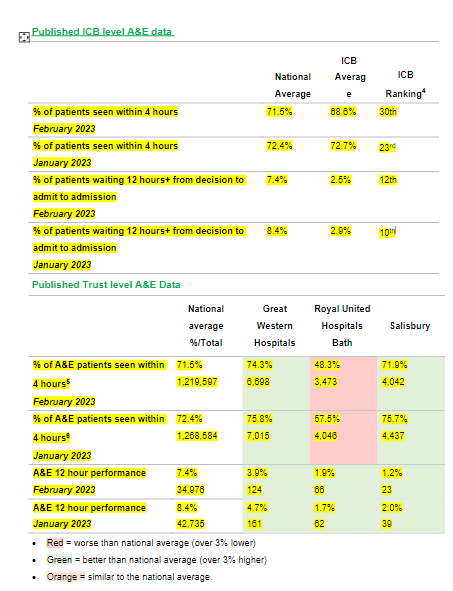 Published ICB level A&E data
National
Average
ICB
Averag
e
ICB
Ranking4
% of patients seen within 4 hours
February 2023
71.5% 68.6% 30th
% of patients seen within 4 hours
January 2023
72.4% 72.7% 23rd
% of patients waiting 12 hours+ from decision to
admit to admission
February 2023
7.4% 2.5% 12th
% of patients waiting 12 hours+ from decision to
admit to admission
January 2023
8.4% 2.9% 10th
Published Trust level A&E Data
National
average
%/Total
Great
Western
Hospitals
Royal United
Hospitals
Bath
Salisbury
% of A&E patients seen within 71.5% 74.3% 48.3% 71.9%
4 hours5 1,219,597 6,698 3,473 4,042
February 2023
% of A&E patients seen within 72.4% 75.8% 57.5% 75.7%
4 hours6 1,268,584 7,015 4,046 4,437
January 2023
A&E 12 hour performance 7.4% 3.9% 1.9% 1.2%
February 2023 34,976 124 66 23
A&E 12 hour performance 8.4% 4.7% 1.7% 2.0%
January 2023 42,735 161 62 39
• Red = worse than national average (over 3% lower)
• Green = better than national average (over 3% higher)
• Orange = similar to the national average.